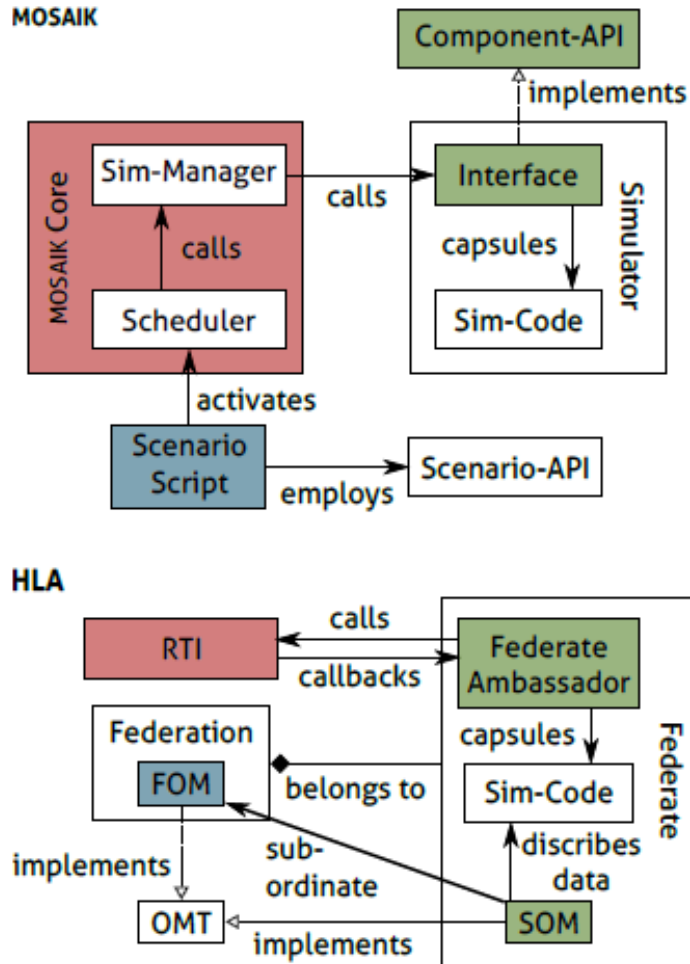 MOSAIK
Component-API
implements
Sim-Manager
calls
Interface
MOSAIK Core
calls
capsules
Simulator
Scheduler
Sim-Code
activates
Scenario
Script
employs
Scenario-API
HLA
calls
RTI
Federate
Ambassador
callbacks
Federation
capsules
FOM
belongs to
Sim-Code
Federate
implements
sub-
ordinate
discribes
data
OMT
SOM
implements